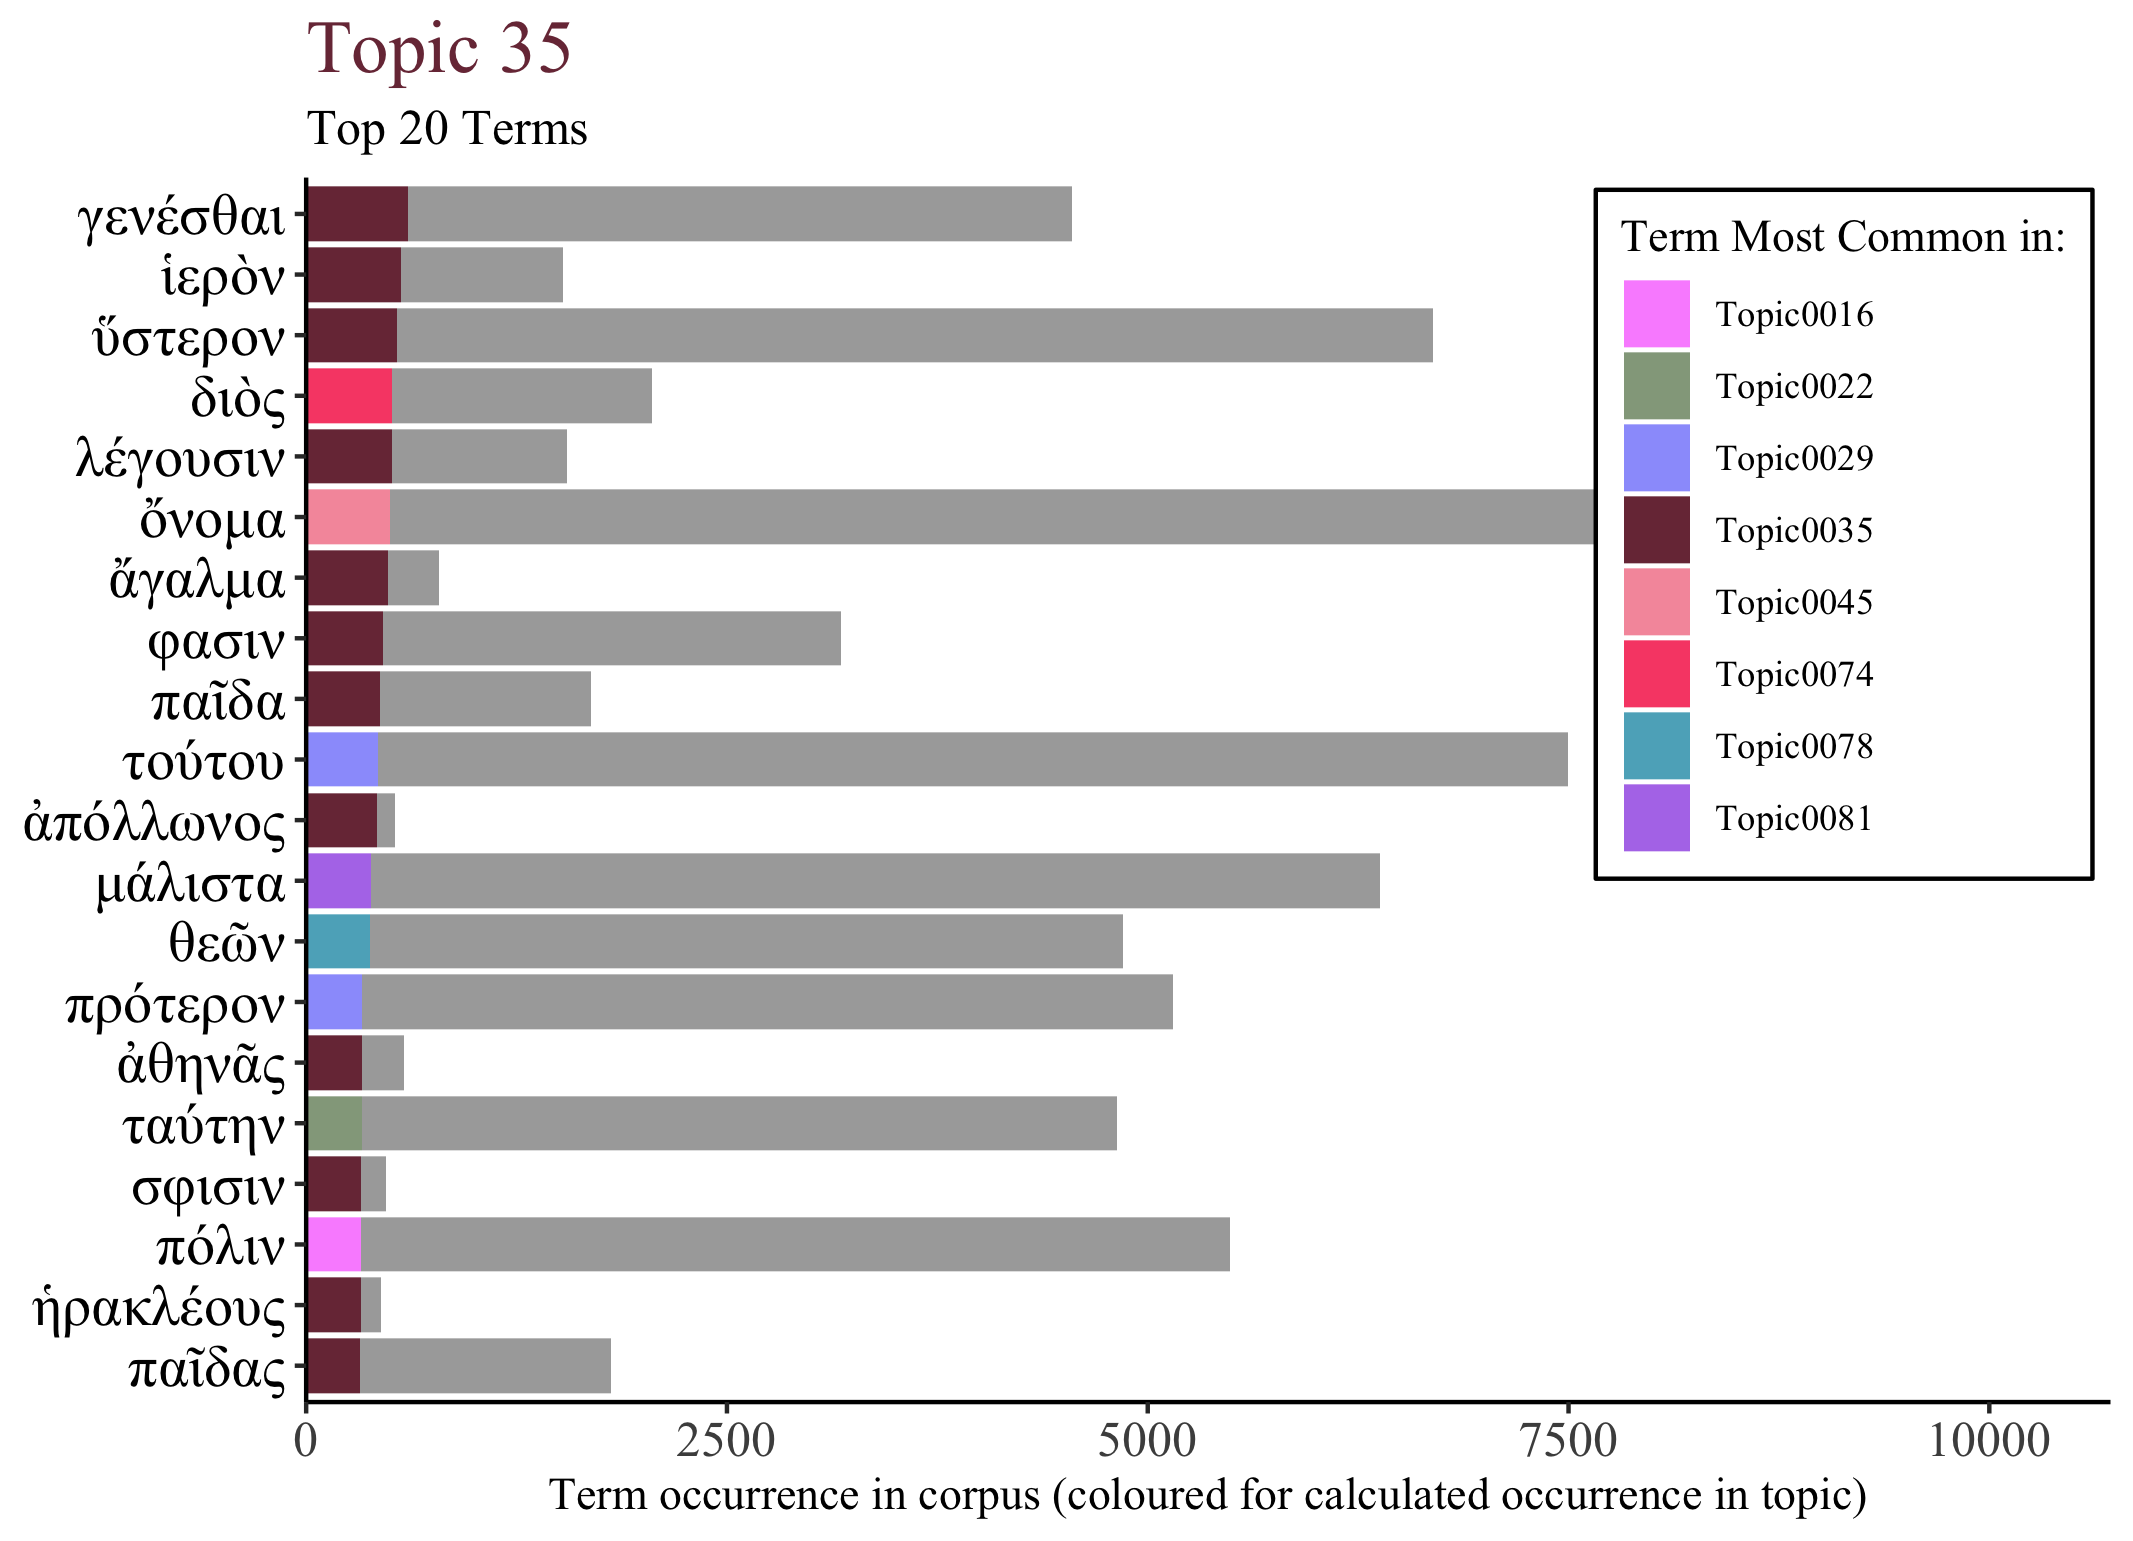 Topic 35
Top 20 Terms
γενέσθαι
ἱερὸν
ὕστερον
διὸς
λέγουσιν
ὄνομα
ἄγαλμα
φασιν
παῖδα
τούτου
ἀπόλλωνος
μάλιστα
θεῶν
πρότερον
ἀθηνᾶς
ταύτην
σφισιν
πόλιν
ἡρακλέους
παῖδας
Term Most Common in:
Topic0016
Topic0022
Topic0029
Topic0035
Topic0045
Topic0074
Topic0078
Topic0081
0 2500 5000 7500 10000
Term occurrence in corpus (coloured for calculated occurrence in topic)